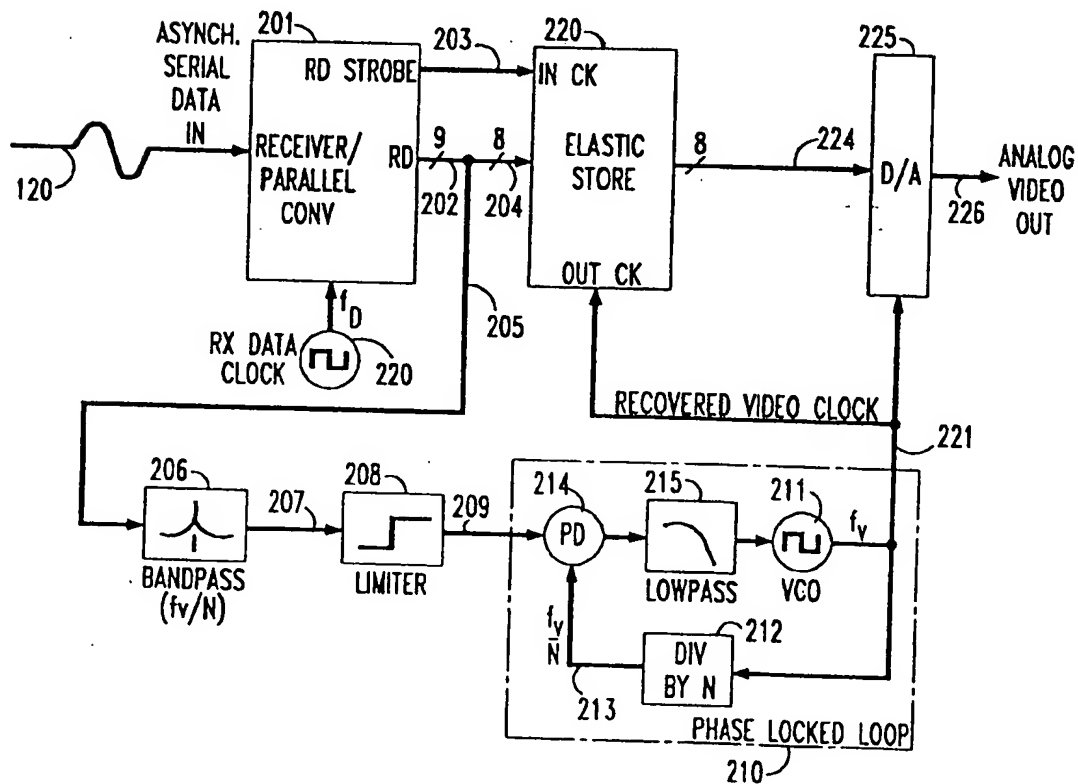 ASYNCH.
SERIAL
DATA
IN
120
201
RD STROBE
RECEIVER/
PARALLEL
CONV
RD
203
9
202
8
204
205
f_D
RX DATA
CLOCK
220
220
IN CK
ELASTIC
STORE
OUT CK
8
224
225
D/A
226
ANALOG
VIDEO
OUT
RECOVERED VIDEO CLOCK
221
206
BANDPASS
(fv/N)
207
208
LIMITER
209
214
PD
215
LOWPASS
211
VCO
f_v
f_v
N
213
212
DIV
BY N
PHASE LOCKED LOOP
210